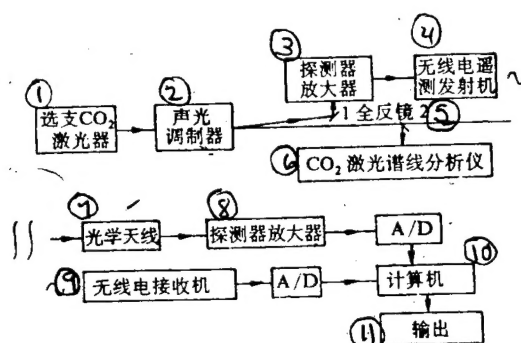 ③
④
探测器
放大器
无线电遥
测发射机
①
②
选支CO₂
激光器
声光
调制器
1 全反镜 2 ⑤
⑥ CO₂ 激光谱线分析仪
⑦
⑧
光学天线
探测器放大器
A/D
⑩
⑨ 无线电接收机
A/D
计算机
⑪ 输出